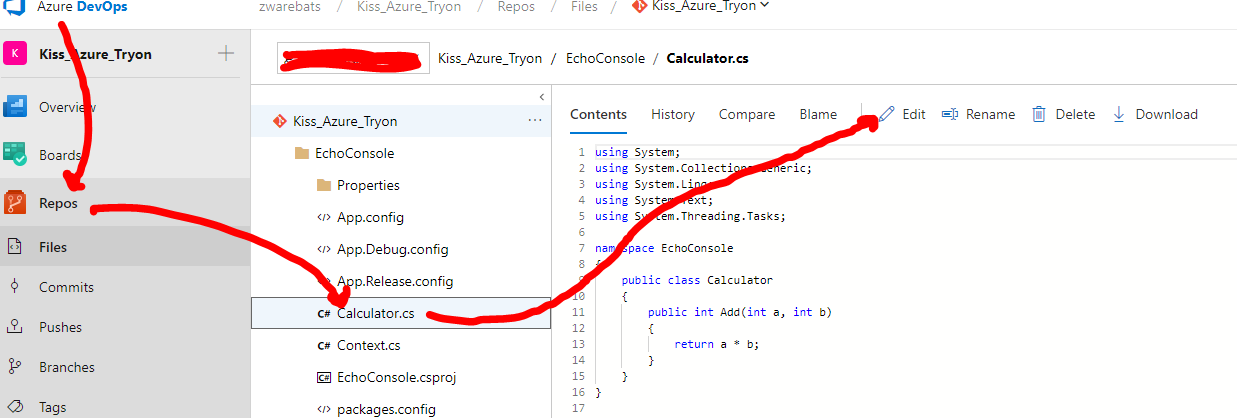 Azure DevOps
zwarebats / Kiss_Azure_Tryon / Repos / Files / Kiss_Azure_Tryon
K Kiss_Azure_Tryon
Kiss_Azure_Tryon / EchoConsole / Calculator.cs
Overview
Boards
Repos
Files
Commits
Pushes
Branches
Tags
Kiss_Azure_Tryon
EchoConsole
Properties
</> App.config
</> App.Debug.config
App.Release.config
C# Calculator.cs
C# Context.cs
C# EchoConsole.csproj
</> packages.config
Contents History Compare Blame Edit Rename Delete Download
1 using System;
2 using System.Collections.Generic;
3 using System.Linq;
4 using System.Text;
5 using System.Threading.Tasks;
6
7 namespace EchoConsole
8 {
9 public class Calculator
10 {
11 public int Add(int a, int b)
12 {
13 return a * b;
14 }
15 }
16 }
17